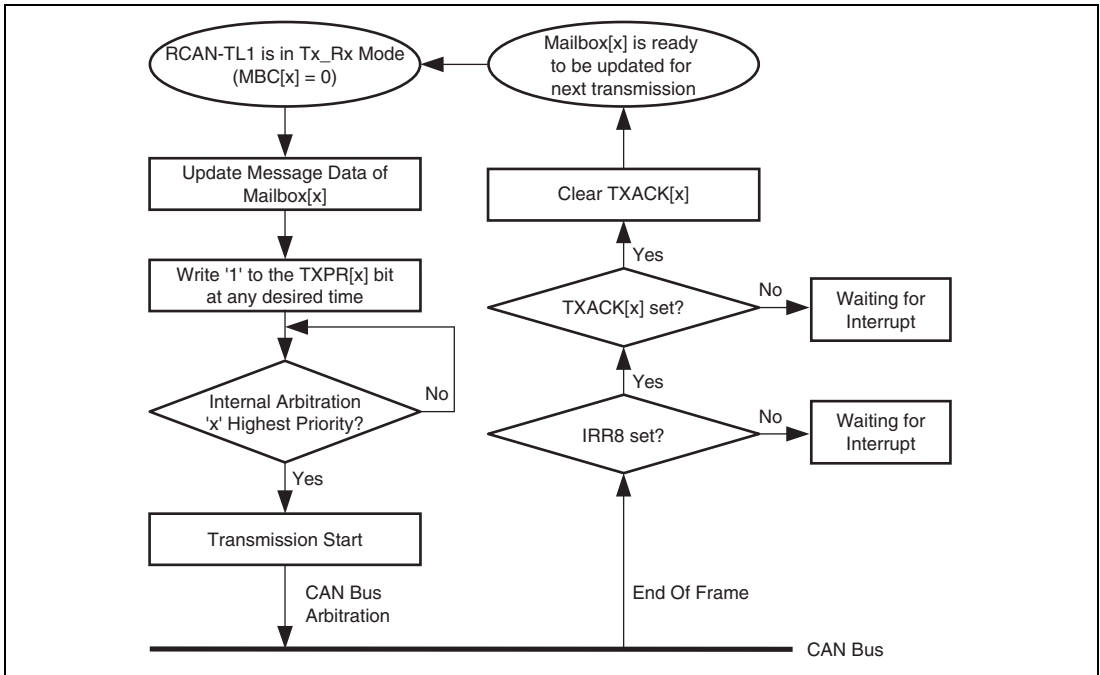 RCAN-TL1 is in Tx_Rx Mode
(MBC[x] = 0)
Update Message Data of
Mailbox[x]
Write '1' to the TXPR[x] bit
at any desired time
Internal Arbitration
'x' Highest Priority?
No
Yes
Transmission Start
CAN Bus
Arbitration
Mailbox[x] is ready
to be updated for
next transmission
Clear TXACK[x]
Yes
TXACK[x] set?
No
Waiting for
Interrupt
Yes
IRR8 set?
No
Waiting for
Interrupt
End Of Frame
CAN Bus